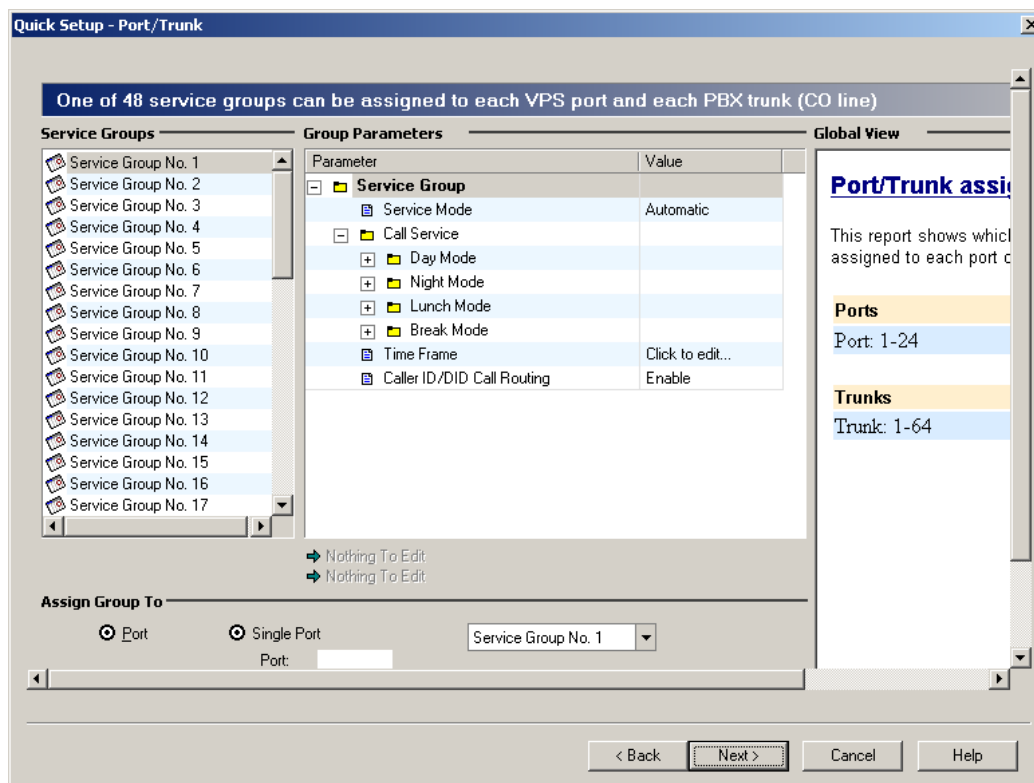 Quick Setup - Port/Trunk
One of 48 service groups can be assigned to each VPS port and each PBX trunk (CO line)
Service Groups
Service Group No. 1
Service Group No. 2
Service Group No. 3
Service Group No. 4
Service Group No. 5
Service Group No. 6
Service Group No. 7
Service Group No. 8
Service Group No. 9
Service Group No. 10
Service Group No. 11
Service Group No. 12
Service Group No. 13
Service Group No. 14
Service Group No. 15
Service Group No. 16
Service Group No. 17
Group Parameters
Parameter Value
Service Group
Service Mode Automatic
Call Service
Day Mode
Night Mode
Lunch Mode
Break Mode
Time Frame Click to edit...
Caller ID/DID Call Routing Enable
Nothing To Edit
Nothing To Edit
Global View
Port/Trunk assi
This report shows whicl
assigned to each port c
Ports
Port: 1-24
Trunks
Trunk: 1-64
Assign Group To
Port Single Port Service Group No. 1
Port:
< Back Next > Cancel Help